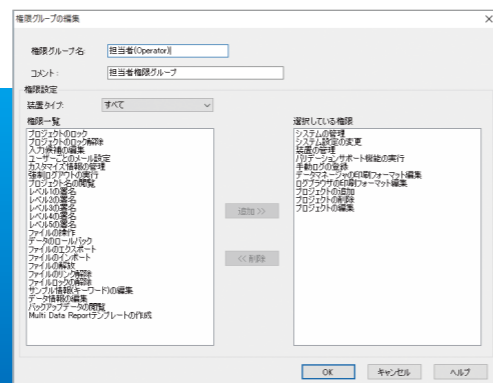 権限グループの編集
権限グループ名:
担当者(Operator)
コメント:
担当者権限グループ
権限設定
装置タイプ:
すべて
権限一覧
プロジェクトのロック
プロジェクトのロック解除
入力候補の編集
ユーザーごとのメール設定
カスタマイズ情報の管理
強制ログアウトの実行
プロジェクト名の閲覧
レベル1の署名
レベル2の署名
レベル3の署名
レベル4の署名
レベル5の署名
ファイルの操作
データのロールバック
ファイルのエクスポート
ファイルのインポート
ファイルの解放
ファイルのリンク解除
ファイルロックの解除
サンプル情報(キーワード)の編集
データ情報の編集
バックアップデータの閲覧
Multi Data Reportテンプレートの作成
追加 >>
<< 削除
選択している権限
システムの管理
システム設定の変更
装置の管理
バリデーションサポート機能の実行
手動ログの登録
データマネージャの印刷フォーマット編集
ログブラウザの印刷フォーマット編集
プロジェクトの追加
プロジェクトの削除
プロジェクトの編集
OK
キャンセル
ヘルプ